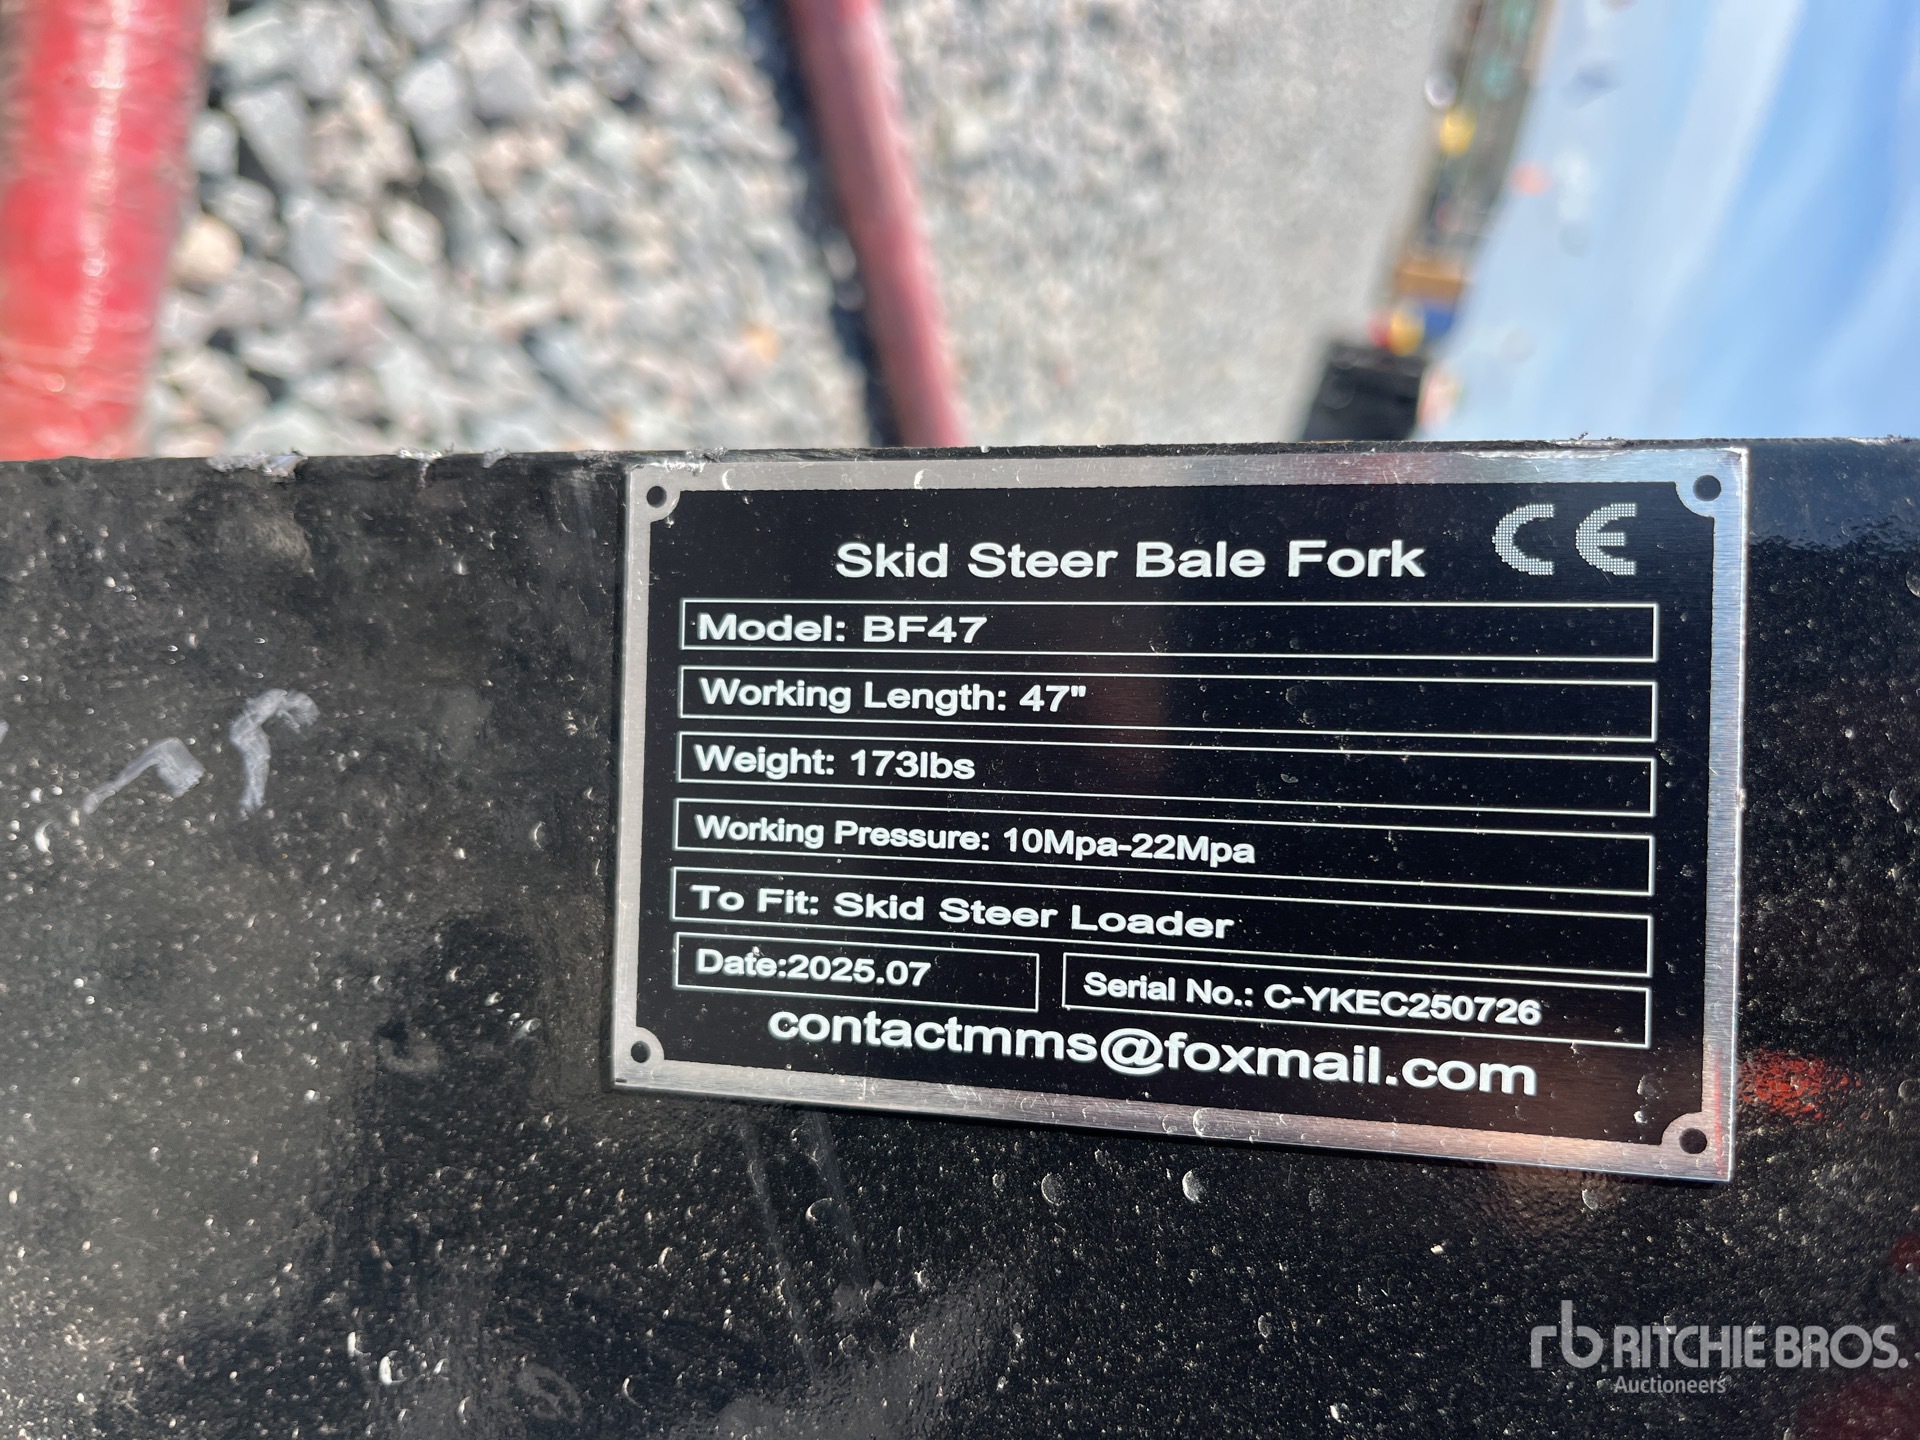 CE
Skid Steer Bale Fork
Model: BF47
Working Length: 47"
Weight: 173lbs
Working Pressure: 10Mpa-22Mpa
To Fit: Skid Steer Loader
Date:2025.07
Serial No.: C-YKEC250726
contactmms@foxmail.com
rb RITCHIE BROS.
Auctioneers